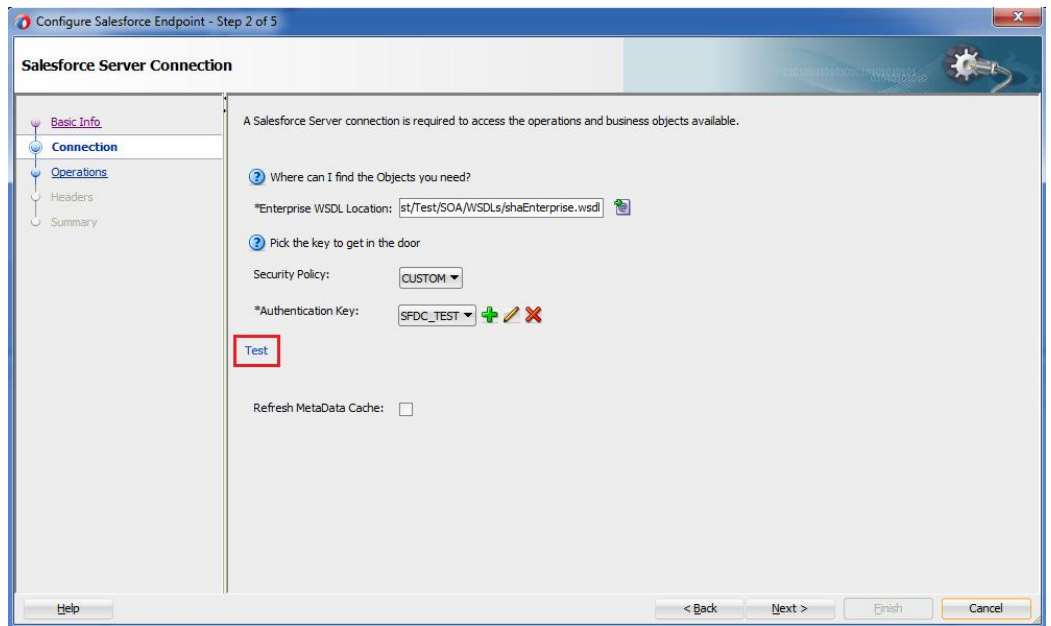 Configure Salesforce Endpoint - Step 2 of 5
Salesforce Server Connection
Basic Info
Connection
Operations
Headers
Summary
A Salesforce Server connection is required to access the operations and business objects available.
Where can I find the Objects you need?
*Enterprise WSDL Location: st/Test/SOA/WSDLs/shaEnterprise.wsdl
Pick the key to get in the door
Security Policy: CUSTOM
*Authentication Key: SFDC_TEST
Test
Refresh MetaData Cache:
Help
< Back
Next >
Finish
Cancel